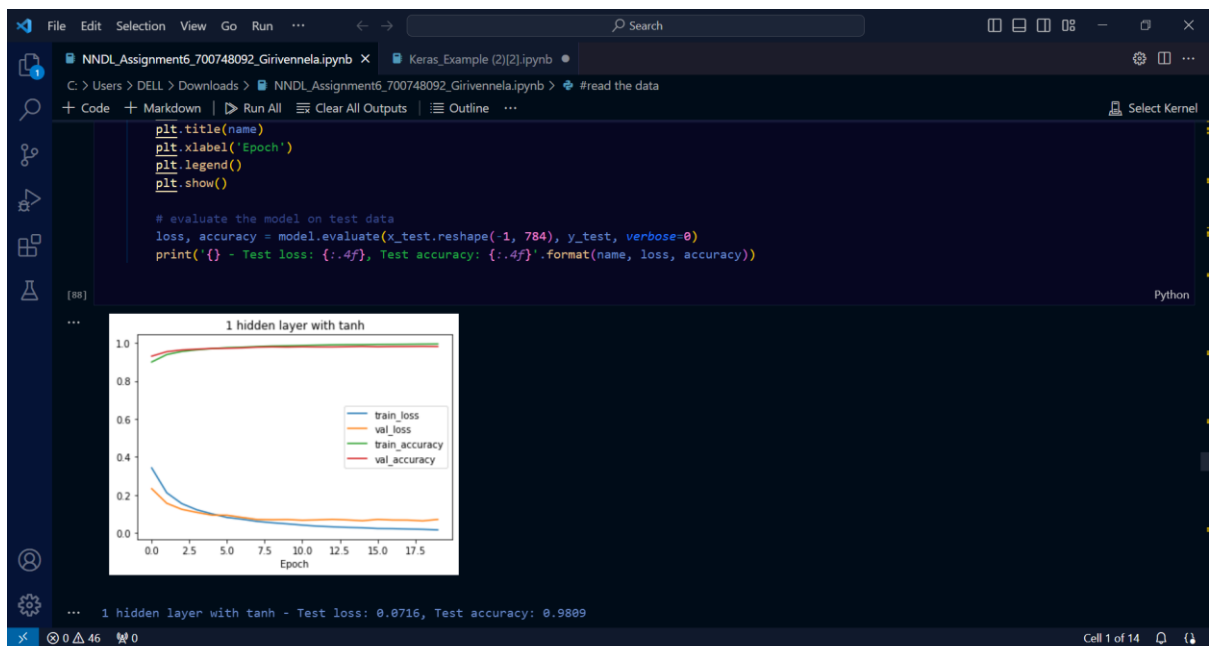 File Edit Selection View Go Run ··· Search
NNDL_Assignment6_700748092_Girivennela.ipynb Keras_Example (2)[2].ipynb
C: > Users > DELL > Downloads > NNDL_Assignment6_700748092_Girivennela.ipynb > #read the data
+ Code + Markdown | Run All Clear All Outputs | Outline ··· Select Kernel
plt.title(name)
plt.xlabel('Epoch')
plt.legend()
plt.show()
# evaluate the model on test data
loss, accuracy = model.evaluate(x_test.reshape(-1, 784), y_test, verbose=0)
print('{} - Test loss: {:.4f}, Test accuracy: {:.4f}'.format(name, loss, accuracy))
[88] Python
1 hidden layer with tanh
1.0
0.8
0.6
0.4
0.2
0.0
train_loss
val_loss
train_accuracy
val_accuracy
0.0 2.5 5.0 7.5 10.0 12.5 15.0 17.5
Epoch
··· 1 hidden layer with tanh - Test loss: 0.0716, Test accuracy: 0.9809
0 46 0 Cell 1 of 14